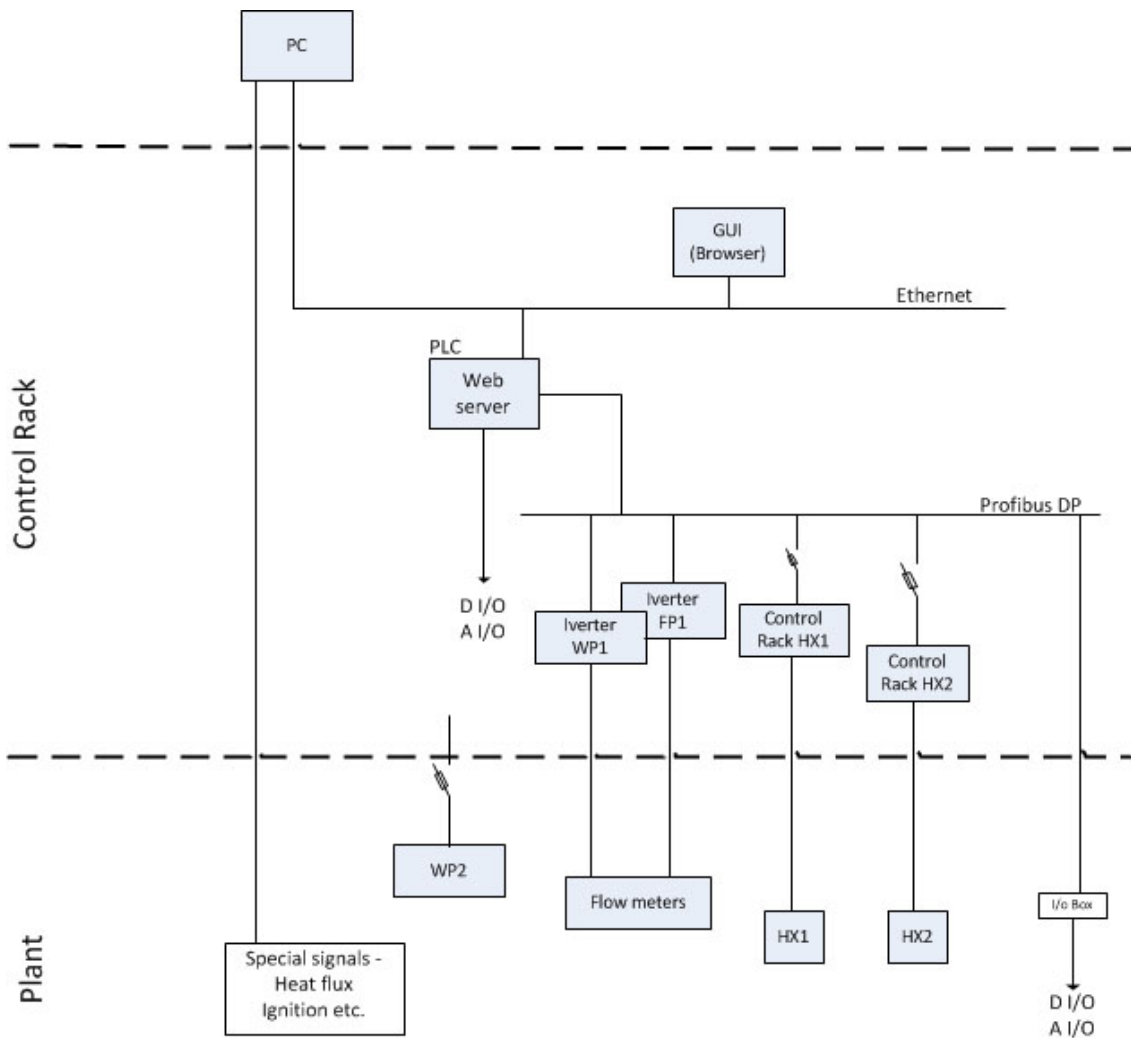 PC
GUI
(Browser)
Ethernet
PLC
Web
server
Control Rack
Profibus DP
D I/O
A I/O
Iverter
FP1
Iverter
WP1
Control
Rack HX1
Control
Rack HX2
WP2
Flow meters
I/o Box
HX1
HX2
Plant
Special signals -
Heat flux
Ignition etc.
D I/O
A I/O